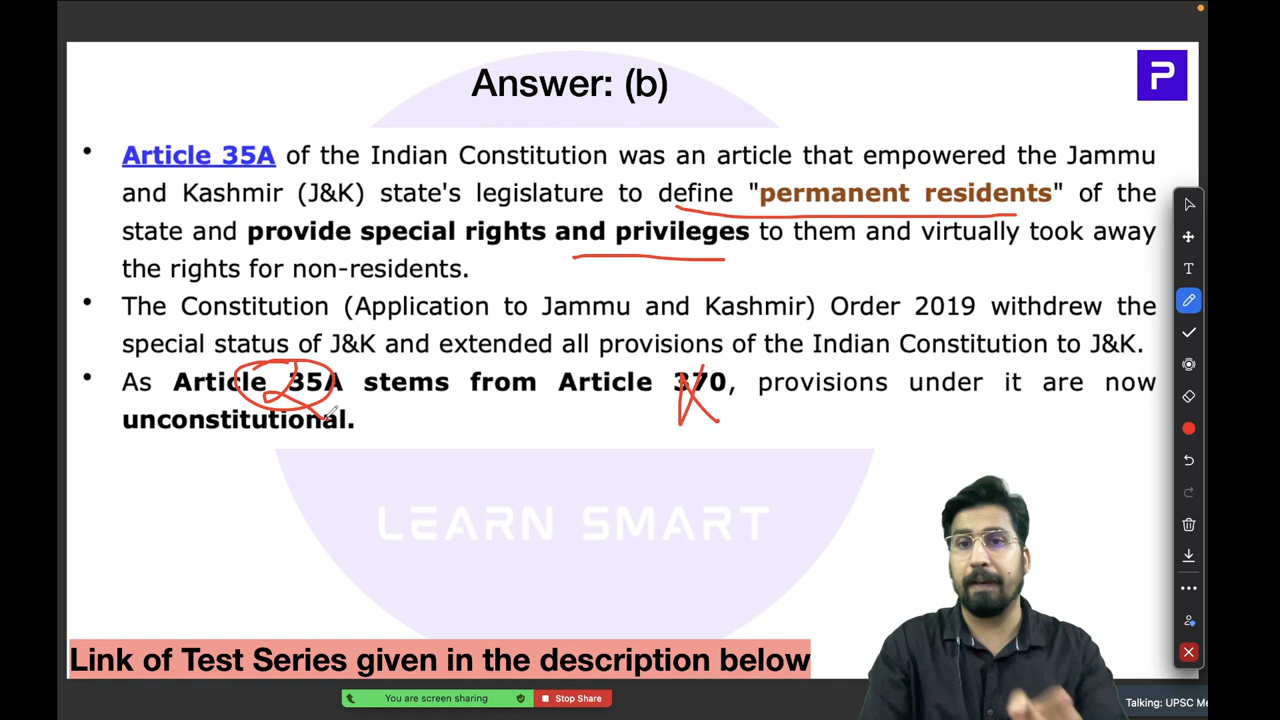 Answer: (b)
P
• Article 35A of the Indian Constitution was an article that empowered the Jammu
and Kashmir (J&K) state's legislature to define "permanent residents" of the
state and provide special rights and privileges to them and virtually took away
the rights for non-residents.
• The Constitution (Application to Jammu and Kashmir) Order 2019 withdrew the
special status of J&K and extended all provisions of the Indian Constitution to J&K.
• As Article 35A stems from Article 370, provisions under it are now
unconstitutional.
LEARN SMART
Link of Test Series given in the description below
You are screen sharing
Stop Share
Talking: UPSC Me